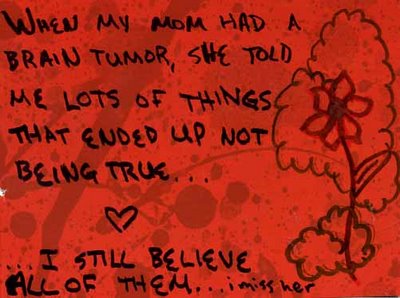 WHEN MY MOM HAD A
BRAIN TUMOR, SHE TOLD
ME LOTS OF THINGS
THAT ENDED UP NOT
BEING TRUE...
...I STILL BELIEVE
ALL OF THEM...i miss her